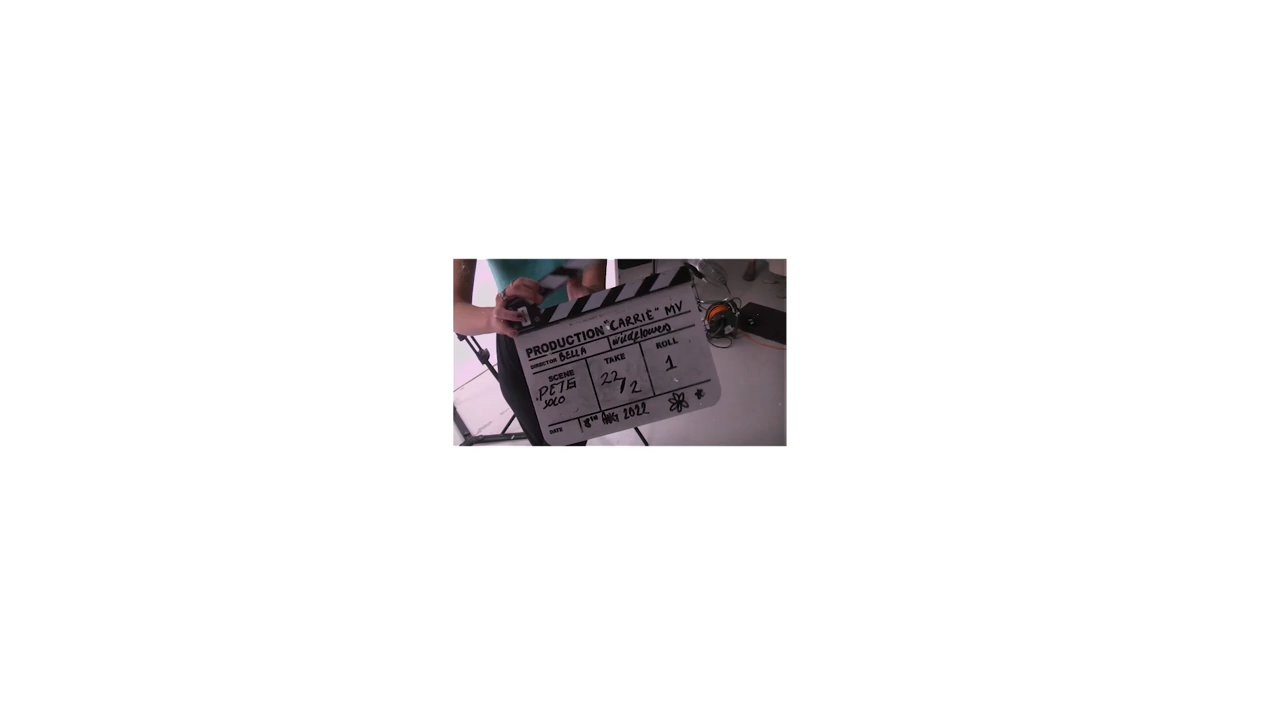 PRODUCTION "CARRIE" MV
DIRECTOR BELLA wildflowers
SCENE TAKE ROLL
PETE 22/2 1
SOLO
DATE 8TH AUG 2022